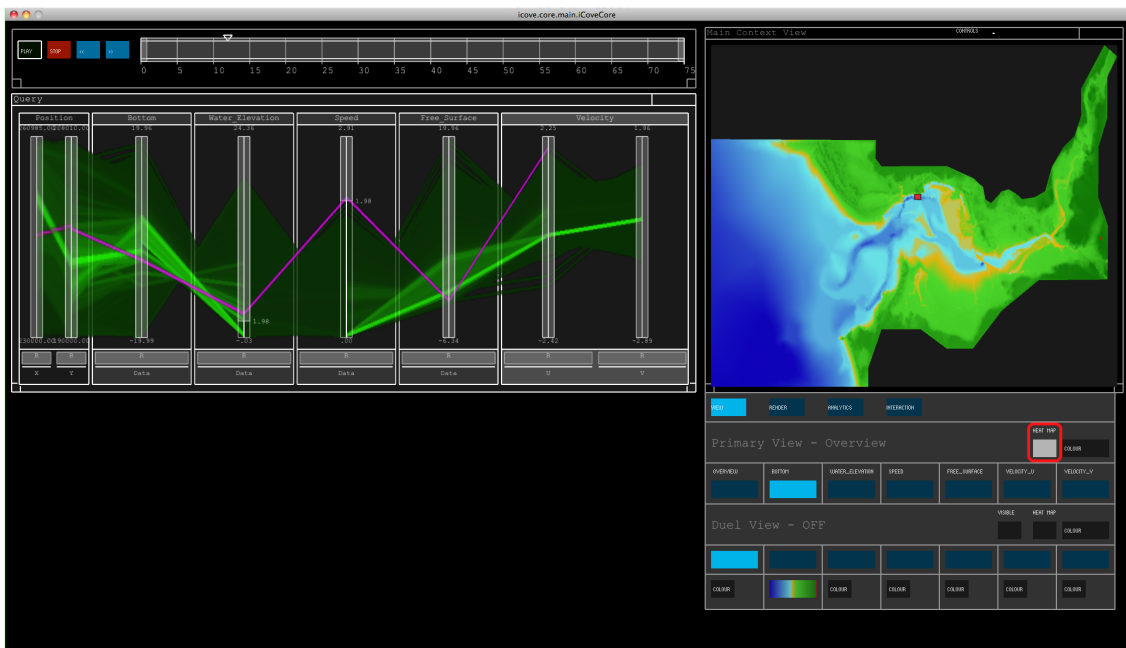 icove.core.main.iCoveCore
PLAY STOP << >>
0 5 10 15 20 25 30 35 40 45 50 55 60 65 70 75
Query
Position Bottom Water_Elevation Speed Free_Surface Velocity
19.96 24.36 2.91 19.96 2.25 1.96
1.98
1.98
-19.99 -.03 .00 -6.34 -2.42 -2.89
R R R R R R R R
X Y Data Data Data Data U V
Main Context View CONTROLS -
VIEW RENDER ANALYTICS INTERACTION
HEAT MAP
Primary View - Overview COLOUR
OVERVIEW BOTTOM WATER_ELEVATION SPEED FREE_SURFACE VELOCITY_U VELOCITY_V
VISIBLE HEAT MAP
Duel View - OFF COLOUR
COLOUR COLOUR COLOUR COLOUR COLOUR COLOUR